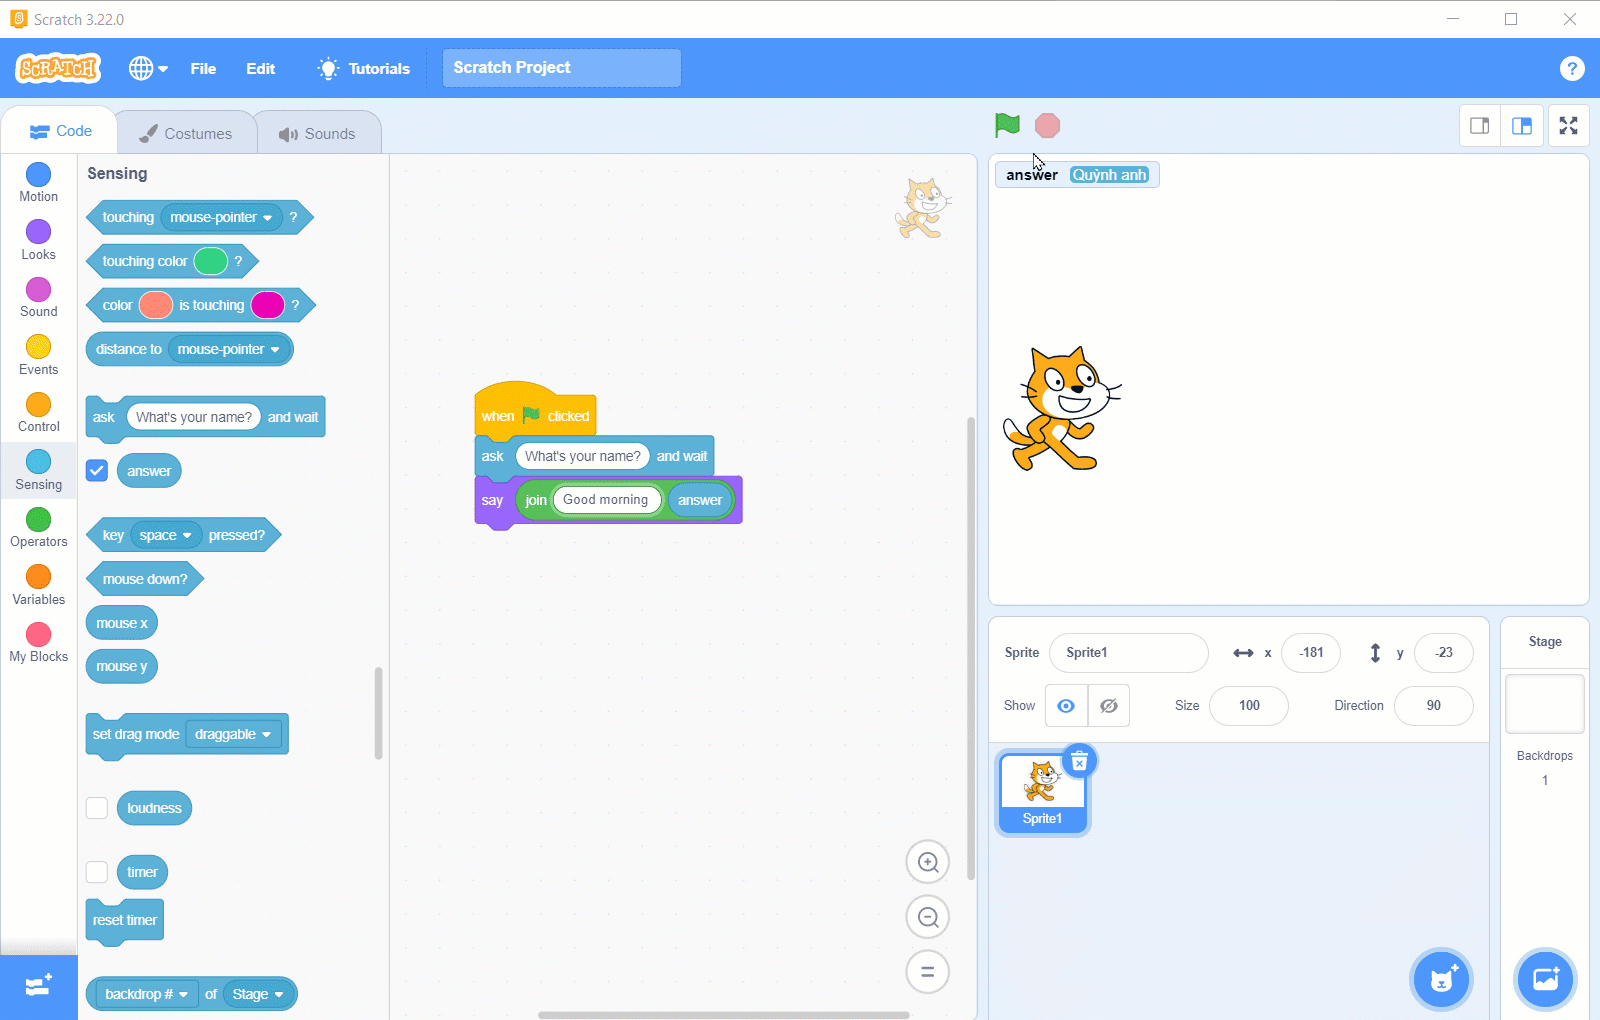 Scratch 3.22.0
SCRATCH
File
Edit
Tutorials
Scratch Project
?
Code
Costumes
Sounds
Motion
Looks
Sound
Events
Control
Sensing
Operators
Variables
My Blocks
Sensing
touching mouse-pointer ?
touching color ?
color is touching ?
distance to mouse-pointer
ask What's your name? and wait
answer
key space pressed?
mouse down?
mouse x
mouse y
set drag mode draggable
loudness
timer
reset timer
backdrop # of Stage
when clicked
ask What's your name? and wait
say join Good morning answer
answer Quỳnh anh
Sprite Sprite1 x -181 y -23
Show Size 100 Direction 90
Sprite1
Stage
Backdrops
1